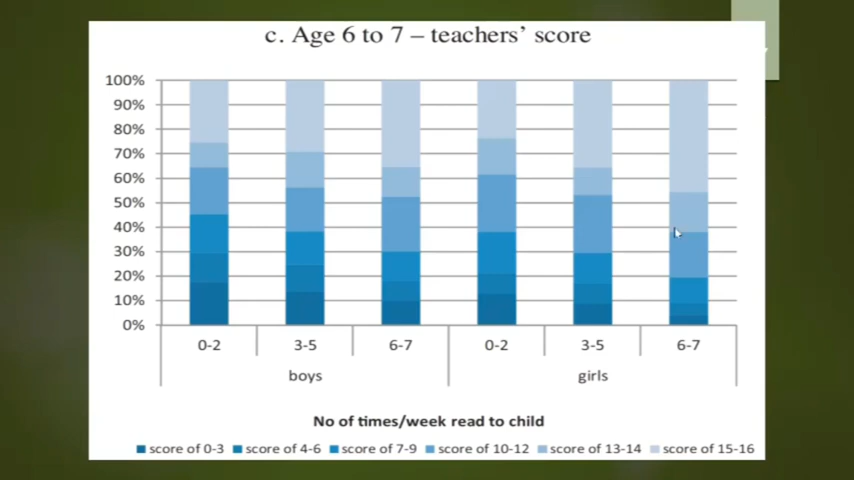 c. Age 6 to 7 – teachers’ score
100%
90%
80%
70%
60%
50%
40%
30%
20%
10%
0%
0-2 3-5 6-7 0-2 3-5 6-7
boys girls
No of times/week read to child
score of 0-3 score of 4-6 score of 7-9 score of 10-12 score of 13-14 score of 15-16